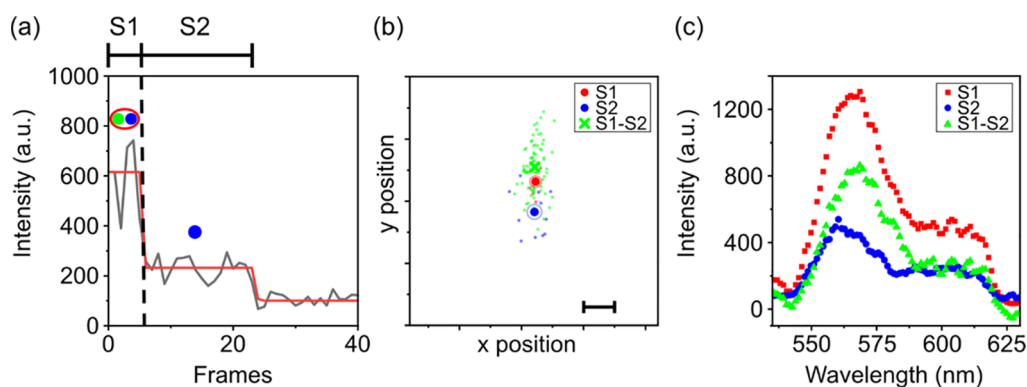 (a)
S1 S2
Intensity (a.u.)
1000
800
600
400
200
0
0 20 40
Frames
(b)
S1
S2
S1-S2
y position
x position
(c)
S1
S2
S1-S2
Intensity (a.u.)
1200
800
400
0
550 575 600 625
Wavelength (nm)